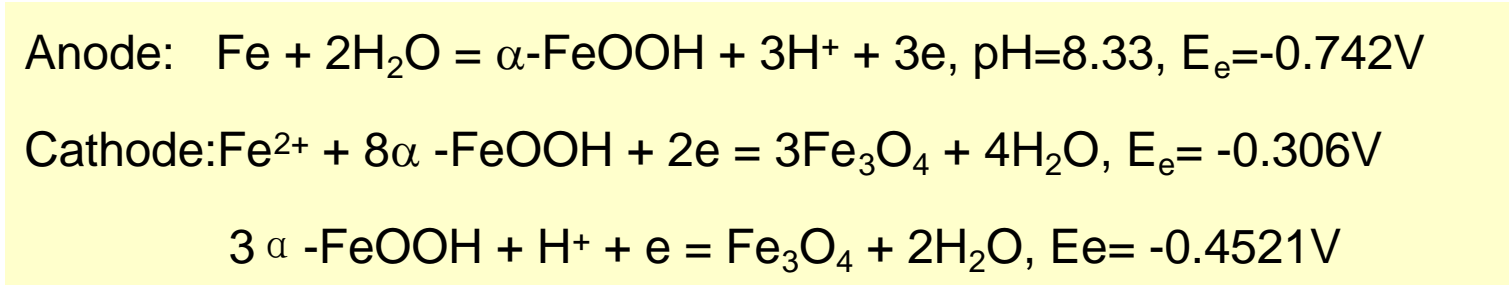 Anode: Fe + 2H₂O = α-FeOOH + 3H⁺ + 3e, pH=8.33, Eₑ=-0.742V
Cathode:Fe²⁺ + 8α -FeOOH + 2e = 3Fe₃O₄ + 4H₂O, Eₑ= -0.306V
3 α -FeOOH + H⁺ + e = Fe₃O₄ + 2H₂O, Ee= -0.4521V